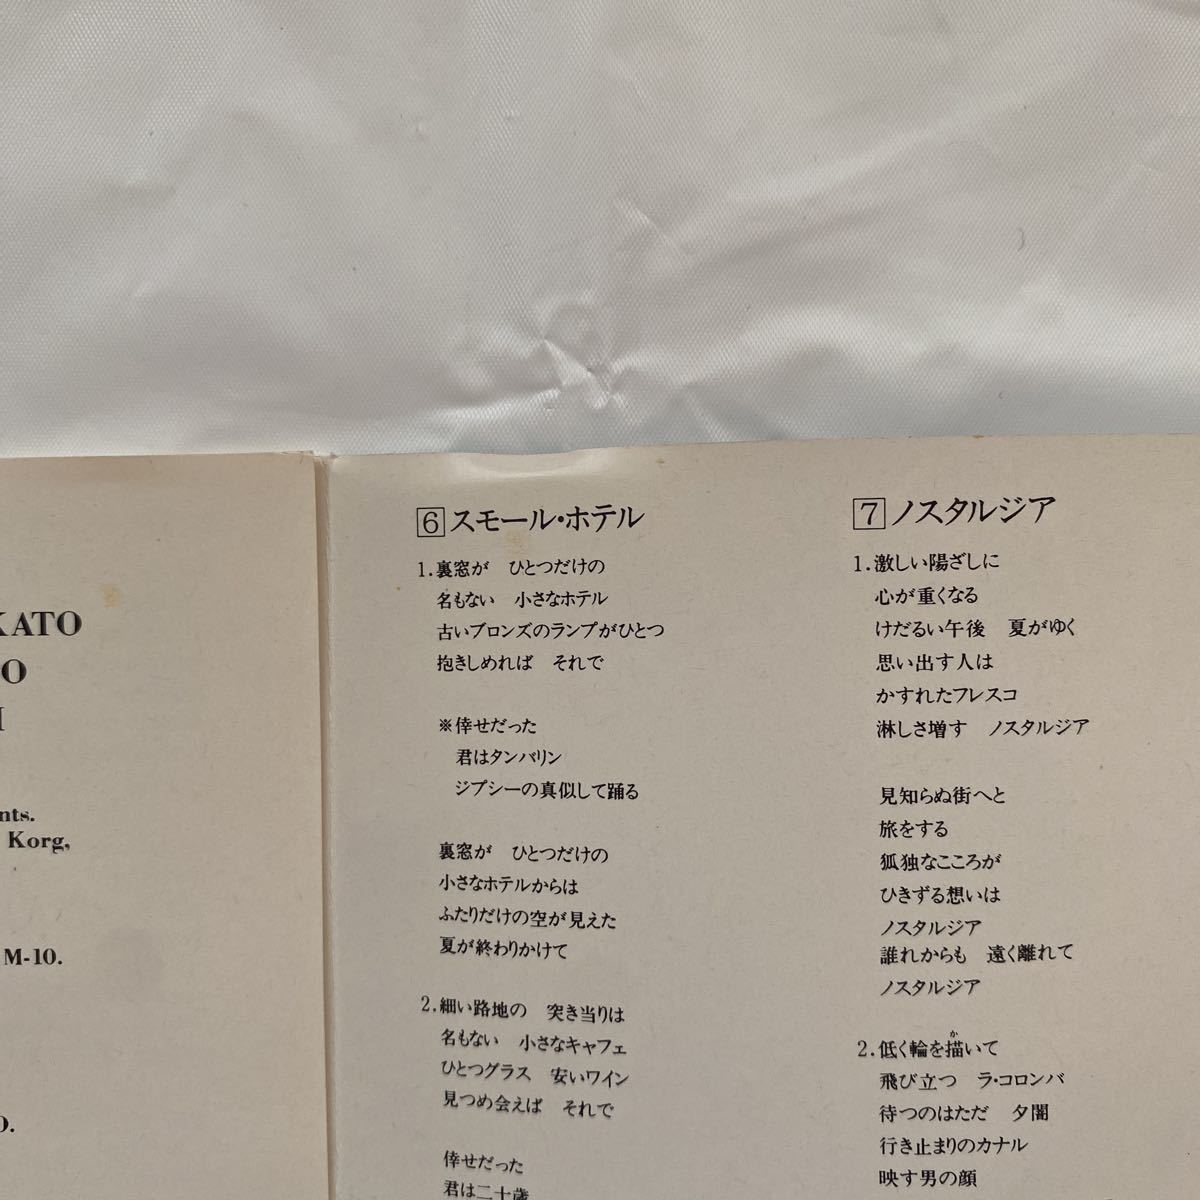 KATO
O
nts.
Korg,
M-10.
O.
6 スモール・ホテル
1.裏窓が ひとつだけの
名もない 小さなホテル
古いブロンズのランプがひとつ
抱きしめれば それで
※倖せだった
君はタンバリン
ジプシーの真似して踊る
裏窓が ひとつだけの
小さなホテルからは
ふたりだけの空が見えた
夏が終わりかけて
2.細い路地の 突き当りは
名もない 小さなキャフェ
ひとつグラス 安いワイン
見つめ会えば それで
倖せだった
君は二十歳
7 ノスタルジア
1.激しい陽ざしに
心が重くなる
けだるい午後 夏がゆく
思い出す人は
かすれたフレスコ
淋しさ増す ノスタルジア
見知らぬ街へと
旅をする
狐独なこころが
ひきずる想いは
ノスタルジア
誰れからも 遠く離れて
ノスタルジア
か
2.低く輪を描いて
飛び立つ ラ・コロンバ
待つのはただ 夕闇
行き止まりのカナル
映す男の顔